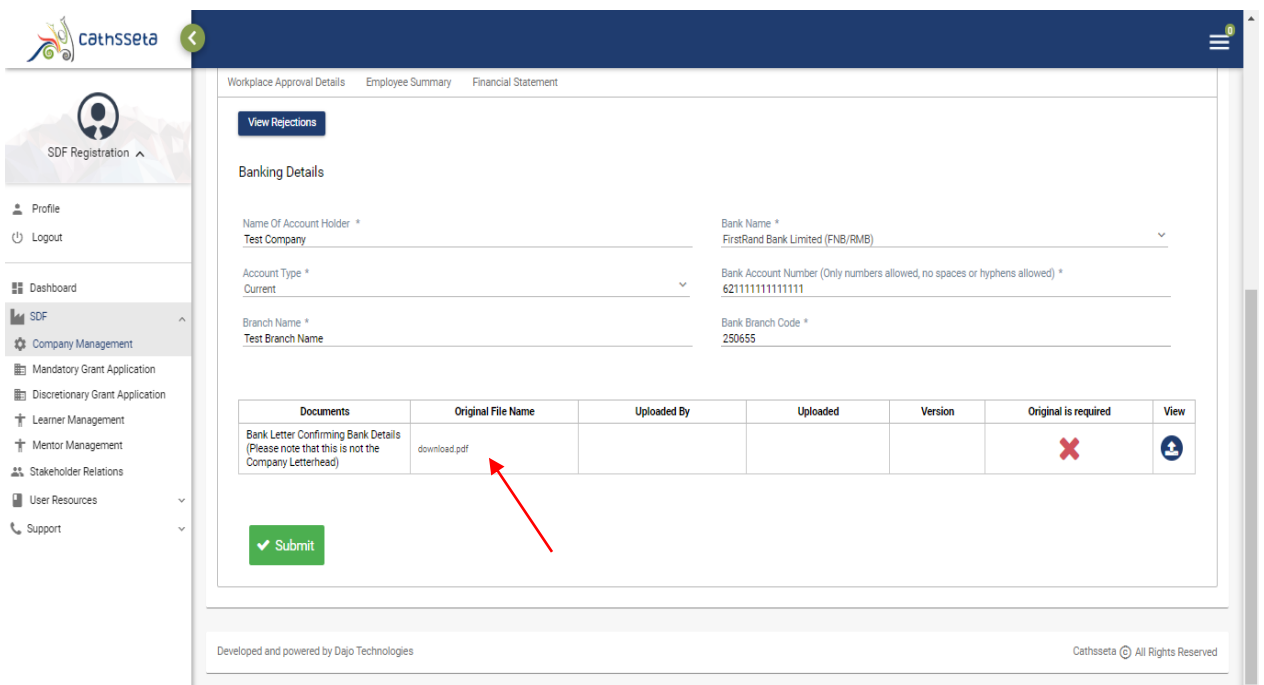 cathsseta
0
SDF Registration
Profile
Logout
Dashboard
SDF
Company Management
Mandatory Grant Application
Discretionary Grant Application
Learner Management
Mentor Management
Stakeholder Relations
User Resources
Support
Workplace Approval Details Employee Summary Financial Statement
View Rejections
Banking Details
Name Of Account Holder * Bank Name *
Test Company FirstRand Bank Limited (FNB/RMB)
Account Type * Bank Account Number (Only numbers allowed, no spaces or hyphens allowed) *
Current 621111111111111
Branch Name * Bank Branch Code *
Test Branch Name 250655
Documents Original File Name Uploaded By Uploaded Version Original is required View
Bank Letter Confirming Bank Details
(Please note that this is not the download.pdf
Company Letterhead)
Submit
Developed and powered by Dajo Technologies Cathsseta © All Rights Reserved